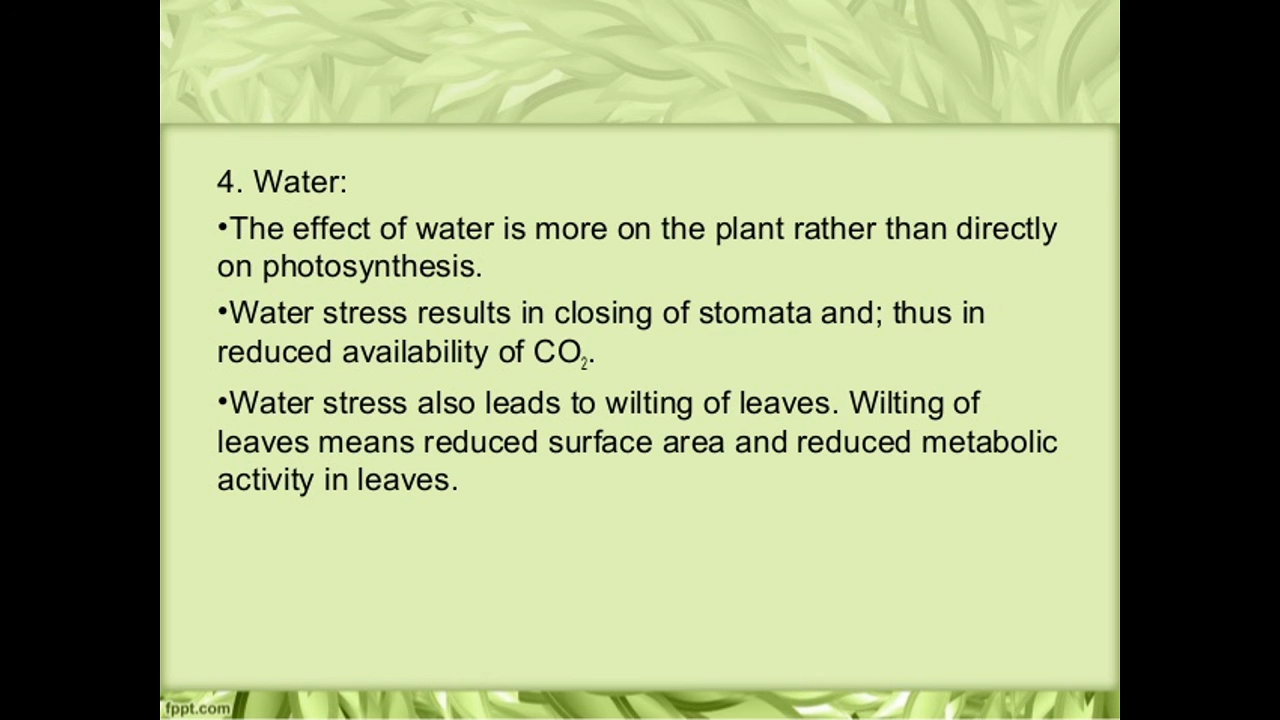 4. Water:
•The effect of water is more on the plant rather than directly
on photosynthesis.
•Water stress results in closing of stomata and; thus in
reduced availability of CO₂.
•Water stress also leads to wilting of leaves. Wilting of
leaves means reduced surface area and reduced metabolic
activity in leaves.
fppt.com